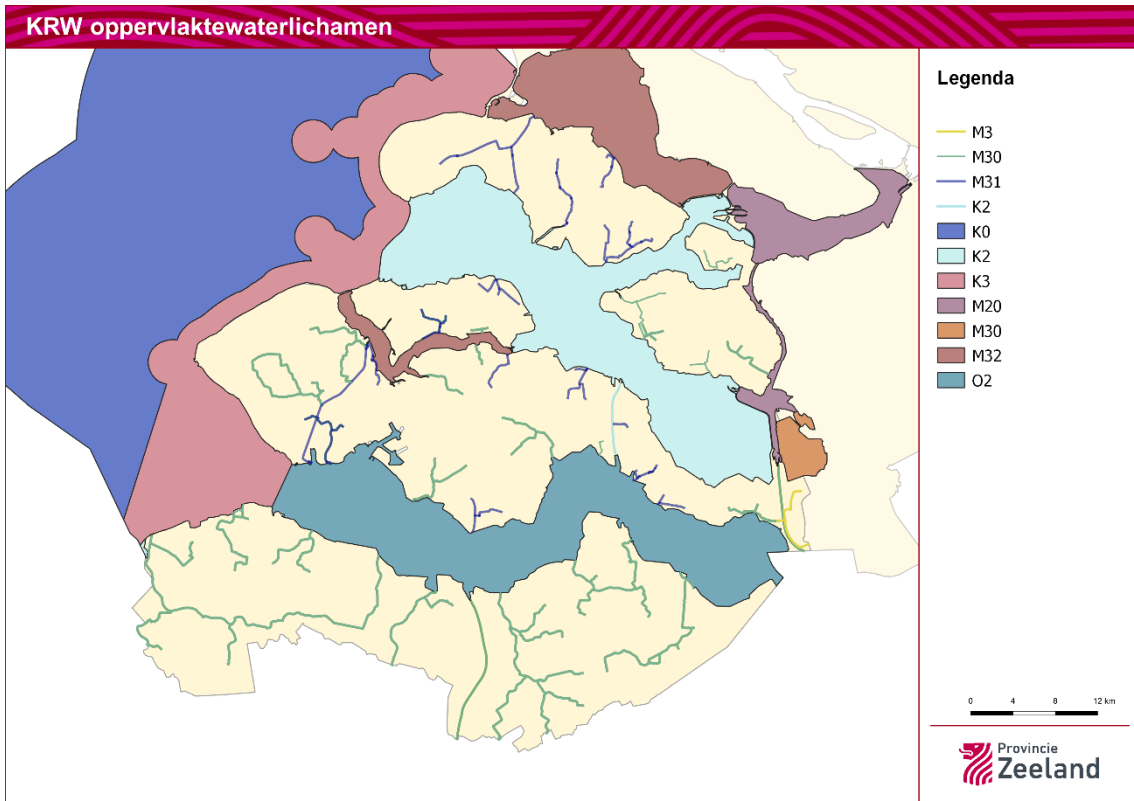 KRW oppervlaktewaterlichamen
Legenda
M3
M30
M31
K2
K0
K2
K3
M20
M30
M32
O2
0 4 8 12 km
Provincie
Zeeland